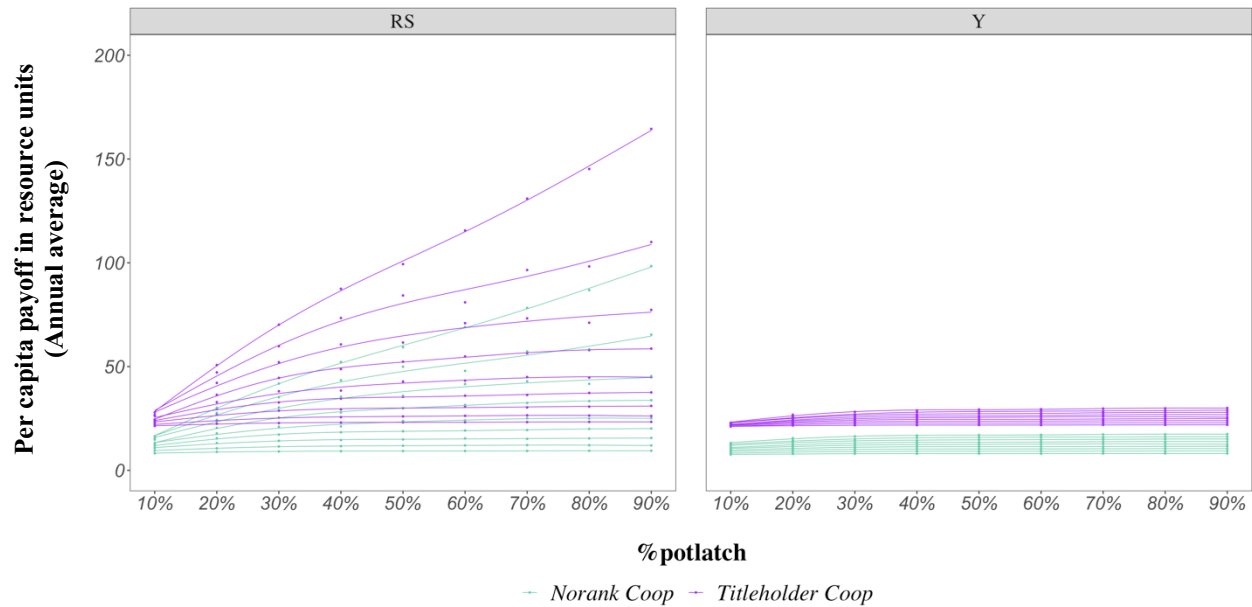 RS
Y
Per capita payoff in resource units
(Annual average)
200
150
100
50
0
10% 20% 30% 40% 50% 60% 70% 80% 90%
10% 20% 30% 40% 50% 60% 70% 80% 90%
%potlatch
Norank Coop Titleholder Coop